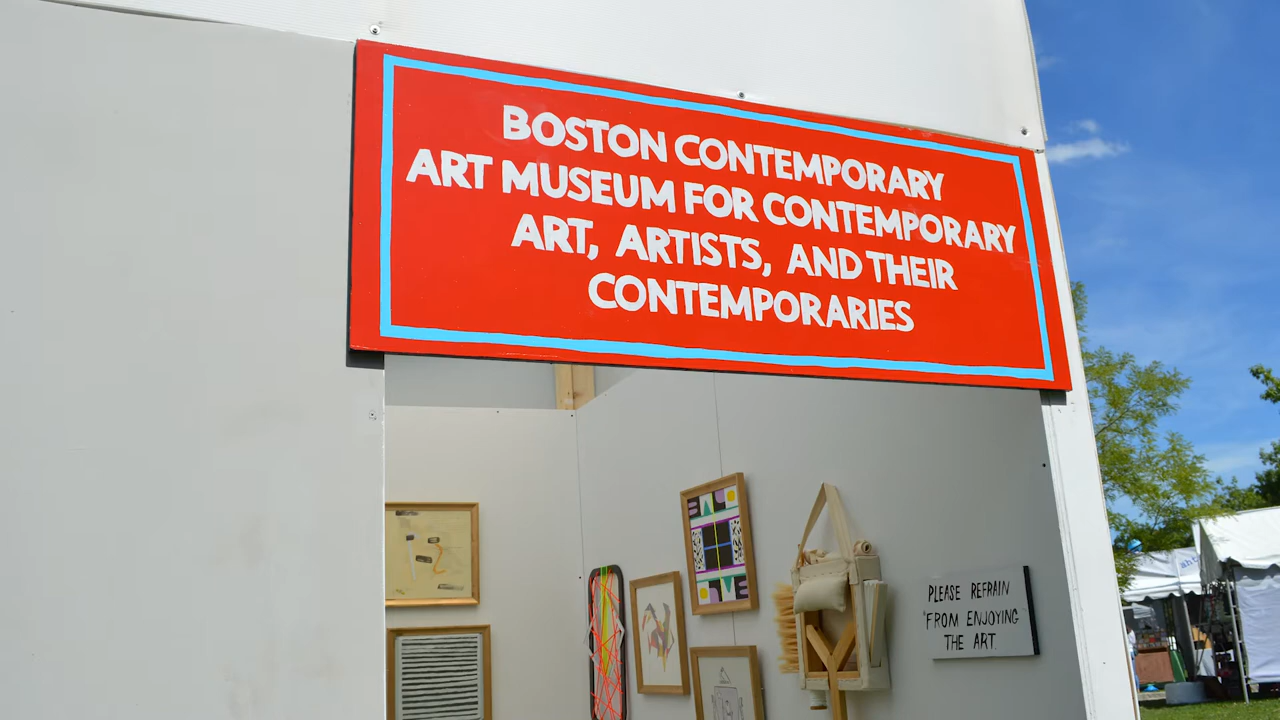 BOSTON CONTEMPORARY
ART MUSEUM FOR CONTEMPORARY
ART, ARTISTS, AND THEIR
CONTEMPORARIES
PLEASE REFRAIN
"FROM ENJOYING
THE ART.